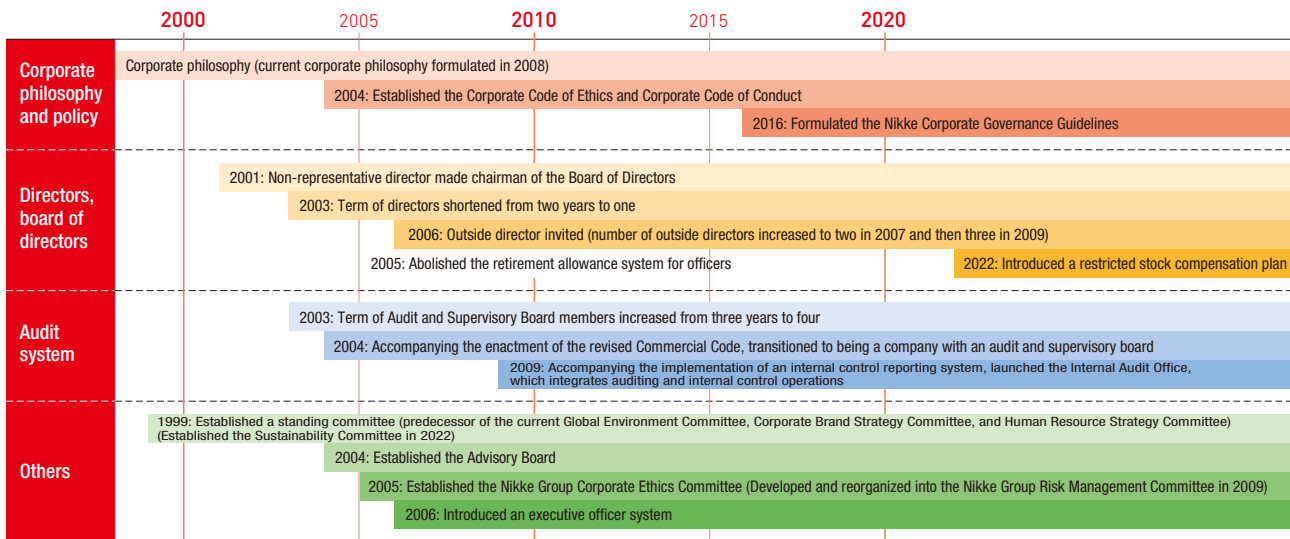 2000 2005 2010 2015 2020
Corporate
philosophy
and policy
Corporate philosophy (current corporate philosophy formulated in 2008)
2004: Established the Corporate Code of Ethics and Corporate Code of Conduct
2016: Formulated the Nikke Corporate Governance Guidelines
Directors,
board of
directors
2001: Non-representative director made chairman of the Board of Directors
2003: Term of directors shortened from two years to one
2006: Outside director invited (number of outside directors increased to two in 2007 and then three in 2009)
2005: Abolished the retirement allowance system for officers
2022: Introduced a restricted stock compensation plan
Audit
system
2003: Term of Audit and Supervisory Board members increased from three years to four
2004: Accompanying the enactment of the revised Commercial Code, transitioned to being a company with an audit and supervisory board
2009: Accompanying the implementation of an internal control reporting system, launched the Internal Audit Office,
which integrates auditing and internal control operations
Others
1999: Established a standing committee (predecessor of the current Global Environment Committee, Corporate Brand Strategy Committee, and Human Resource Strategy Committee)
(Established the Sustainability Committee in 2022)
2004: Established the Advisory Board
2005: Established the Nikke Group Corporate Ethics Committee (Developed and reorganized into the Nikke Group Risk Management Committee in 2009)
2006: Introduced an executive officer system